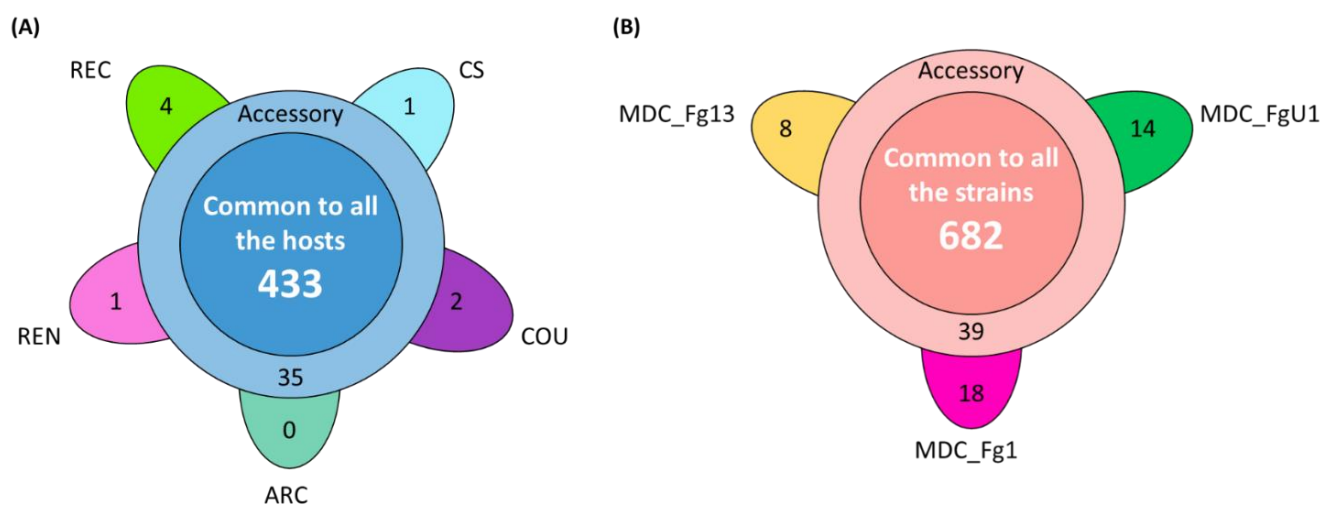 (A)
REC
4
CS
1
Accessory
Common to all
the hosts
433
REN
1
COU
2
35
0
ARC
(B)
Accessory
MDC_Fg13
8
MDC_FgU1
14
Common to all
the strains
682
39
18
MDC_Fg1